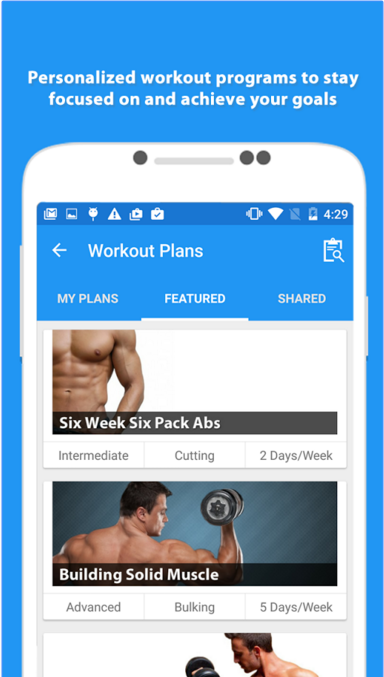 Personalized workout programs to stay
focused on and achieve your goals
4:29
Workout Plans
MY PLANS FEATURED SHARED
Six Week Six Pack Abs
Intermediate Cutting 2 Days/Week
Building Solid Muscle
Advanced Bulking 5 Days/Week